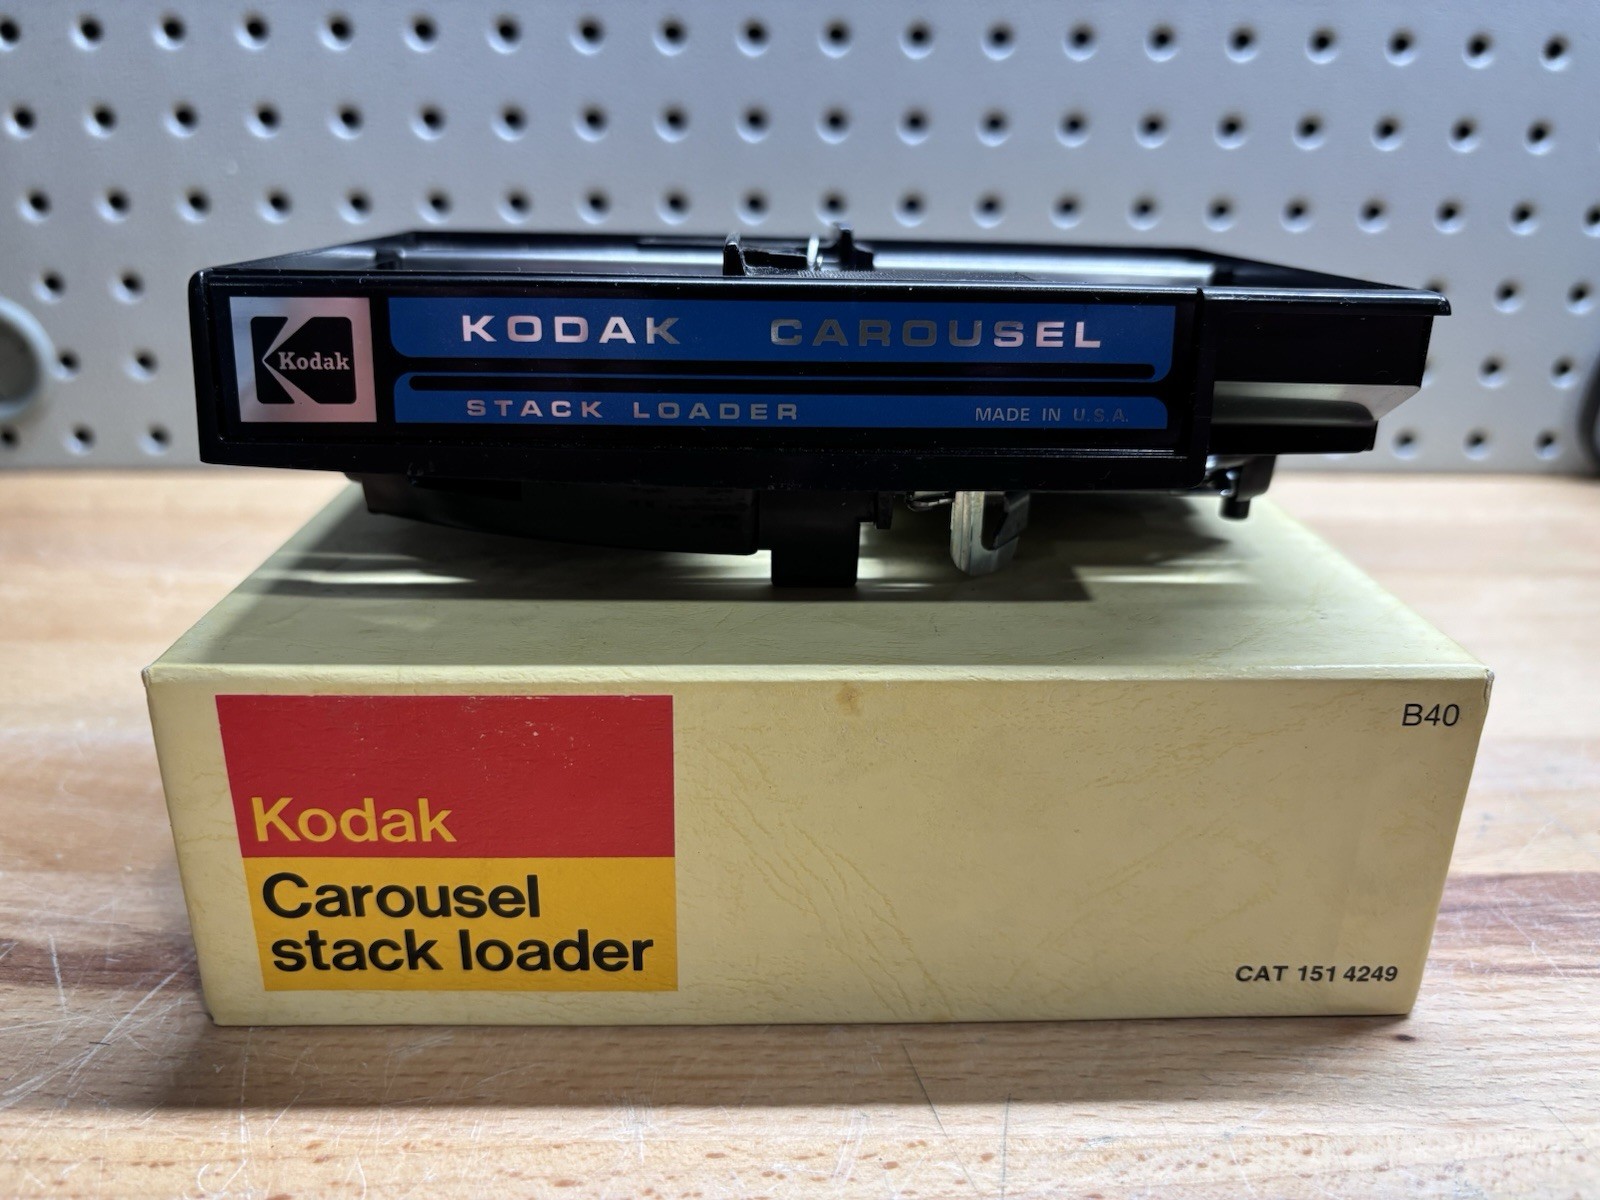 Kodak
KODAK CAROUSEL
STACK LOADER MADE IN U.S.A.
B40
Kodak
Carousel
stack loader
CAT 151 4249